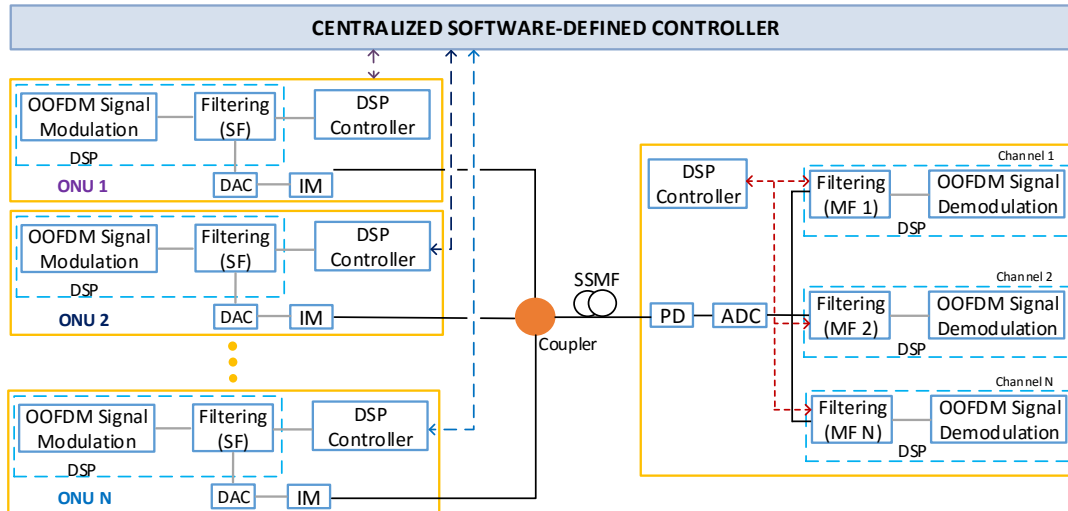 CENTRALIZED SOFTWARE-DEFINED CONTROLLER
OOFDM Signal
Modulation
Filtering
(SF)
DSP
Controller
DSP
ONU 1
DAC
IM
OOFDM Signal
Modulation
Filtering
(SF)
DSP
Controller
DSP
ONU 2
DAC
IM
OOFDM Signal
Modulation
Filtering
(SF)
DSP
Controller
DSP
ONU N
DAC
IM
Coupler
SSMF
PD
ADC
DSP
Controller
Channel 1
Filtering
(MF 1)
OOFDM Signal
Demodulation
DSP
Channel 2
Filtering
(MF 2)
OOFDM Signal
Demodulation
DSP
Channel N
Filtering
(MF N)
OOFDM Signal
Demodulation
DSP